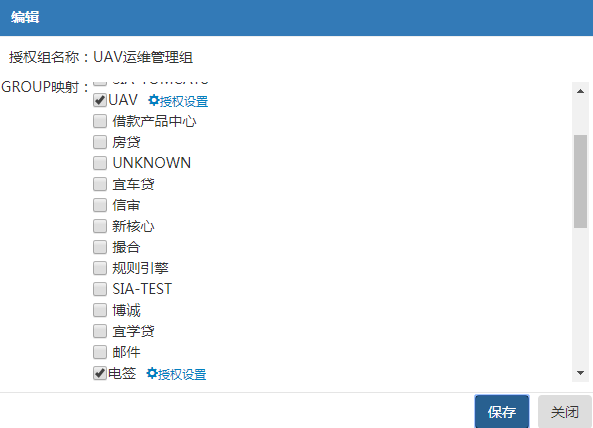 编辑
授权组名称：UAV运维管理组
GROUP映射：
UAV 授权设置
借款产品中心
房贷
UNKNOWN
宜车贷
信审
新核心
撮合
规则引擎
SIA-TEST
博诚
宜学贷
邮件
电签 授权设置
保存 关闭